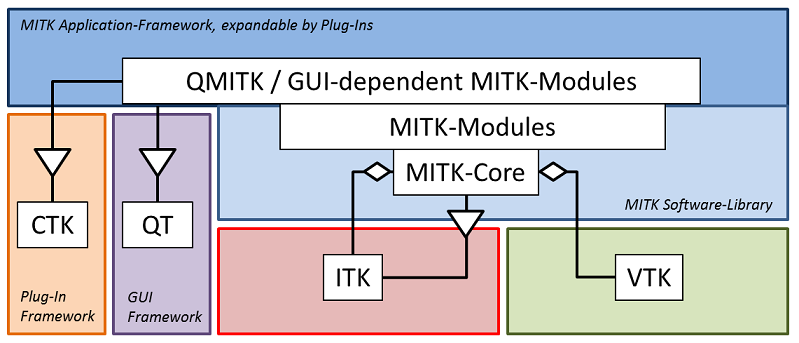 MITK Application-Framework, expandable by Plug-Ins
QMITK / GUI-dependent MITK-Modules
MITK-Modules
MITK-Core
MITK Software-Library
CTK
QT
ITK
VTK
Plug-In
Framework
GUI
Framework